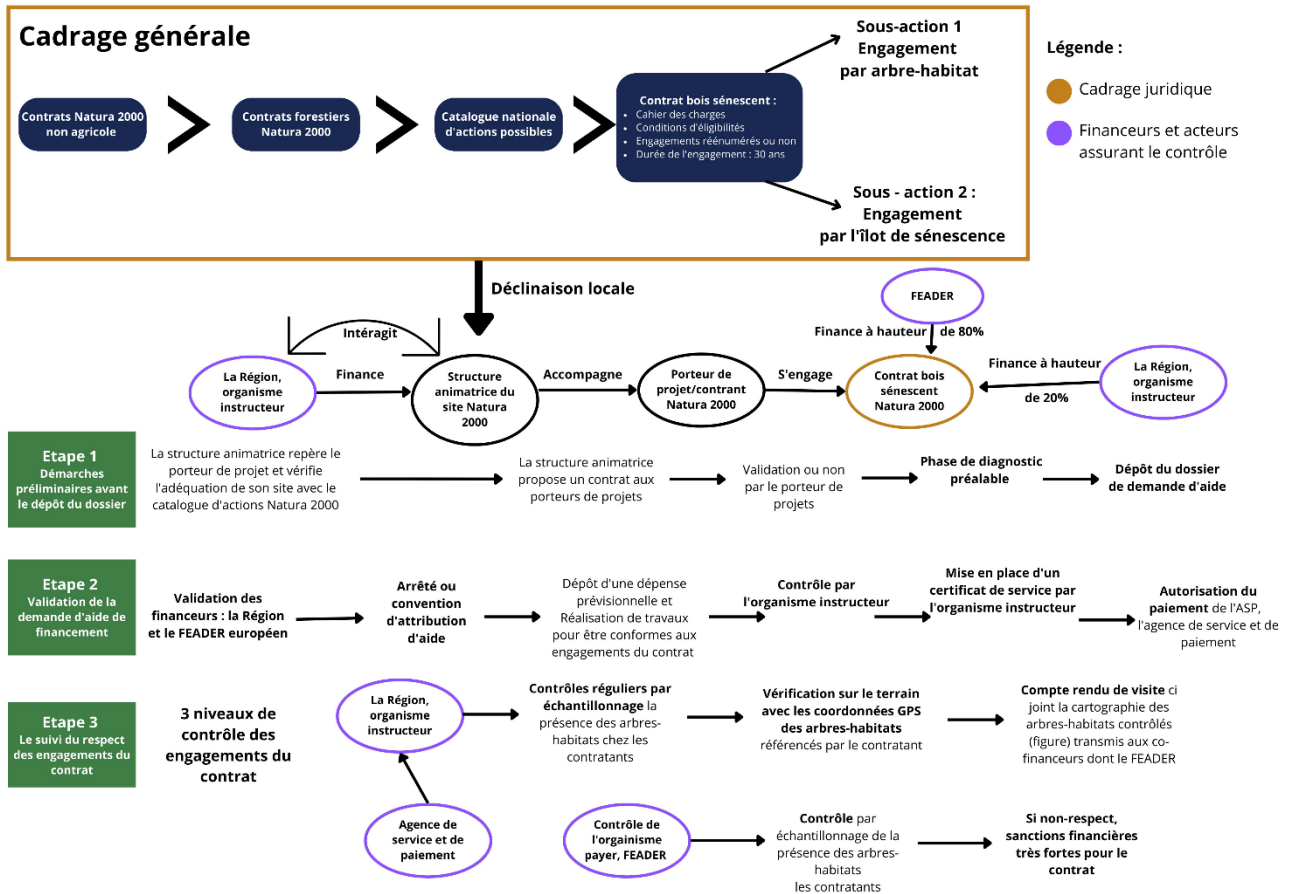 Cadrage générale
Contrats Natura 2000
non agricole
Contrats forestiers
Natura 2000
Catalogue nationale
d'actions possibles
Contrat bois sénescent :
• Cahier des charges
• Conditions d'éligibilités
• Engagements réénumérés ou non
• Durée de l'engagement : 30 ans
Sous-action 1
Engagement
par arbre-habitat
Sous - action 2 :
Engagement
par l'îlot de sénescence
Légende :
Cadrage juridique
Financeurs et acteurs
assurant le contrôle
Déclinaison locale
Intéragit
La Région,
organisme
instructeur
Finance
Structure
animatrice du
site Natura
2000
Accompagne
Porteur de
projet/contrant
Natura 2000
S'engage
FEADER
Finance à hauteur de 80%
Contrat bois
sénescent
Natura 2000
Finance à hauteur
de 20%
La Région,
organisme
instructeur
Etape 1
Démarches
préliminaires avant
le dépôt du dossier
La structure animatrice repère le
porteur de projet et vérifie
l'adéquation de son site avec le
catalogue d'actions Natura 2000
La structure animatrice
propose un contrat aux
porteurs de projets
Validation ou non
par le porteur de
projets
Phase de diagnostic
préalable
Dépôt du dossier
de demande d'aide
Etape 2
Validation de la
demande d'aide de
financement
Validation des
financeurs : la Région
et le FEADER européen
Arrêté ou
convention
d'attribution
d'aide
Dépôt d'une dépense
prévisionnelle et
Réalisation de travaux
pour être conformes aux
engagements du contrat
Contrôle par
l'organisme instructeur
Mise en place d'un
certificat de service par
l'organisme instructeur
Autorisation du
paiement de l'ASP,
l'agence de service et de
paiement
Etape 3
Le suivi du respect
des engagements du
contrat
3 niveaux de
contrôle des
engagements du
contrat
La Région,
organisme
instructeur
Contrôles réguliers par
échantillonnage la
présence des arbres-
habitats chez les
contratants
Vérification sur le terrain
avec les coordonnées GPS
des arbres-habitats
référencés par le contratant
Compte rendu de visite ci
joint la cartographie des
arbres-habitats contrôlés
(figure) transmis aux co-
financeurs dont le FEADER
Agence de
service et de
paiement
Contrôle de
l'orgainisme
payer, FEADER
Contrôle par
échantillonnage de la
présence des arbres-
habitats
les contratants
Si non-respect,
sanctions financières
très fortes pour le
contrat